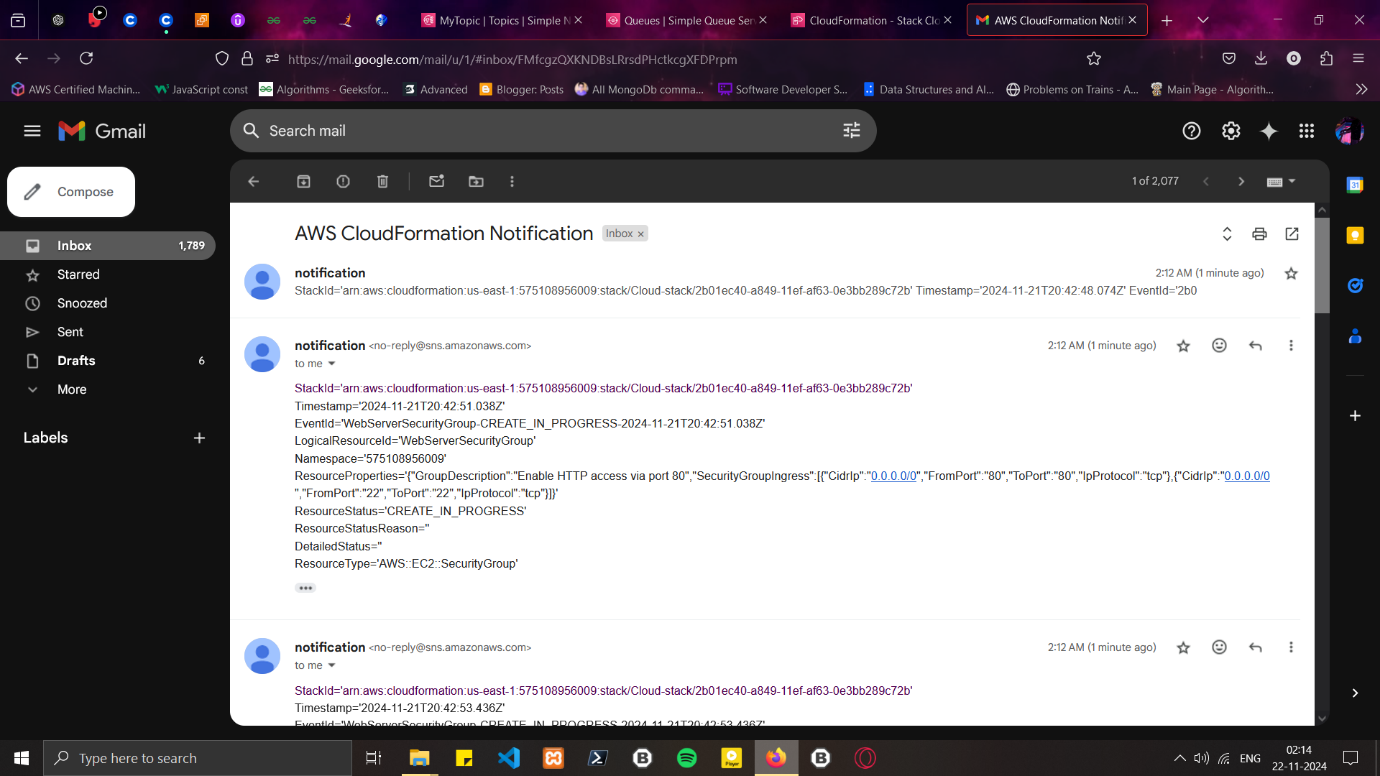 MyTopic | Topics | Simple N
Queues | Simple Queue Serv
CloudFormation - Stack Clo
AWS CloudFormation Notif
https://mail.google.com/mail/u/1/#inbox/FMfcgzQXKNDBsLRrsdPHctkcgXFDPrpm
AWS Certified Machin...
JavaScript const
Algorithms - Geeksfor...
Advanced
Blogger: Posts
All MongoDb comma...
Software Developer S...
Data Structures and Al...
Problems on Trains - A...
Main Page - Algorith...
Gmail
Search mail
Compose
1 of 2,077
Inbox 1,789
Starred
Snoozed
Sent
Drafts 6
More
Labels
AWS CloudFormation Notification Inbox ×
notification 2:12 AM (1 minute ago)
StackId='arn:aws:cloudformation:us-east-1:575108956009:stack/Cloud-stack/2b01ec40-a849-11ef-af63-0e3bb289c72b' Timestamp='2024-11-21T20:42:48.074Z' EventId='2b0
notification <no-reply@sns.amazonaws.com> 2:12 AM (1 minute ago)
to me
StackId='arn:aws:cloudformation:us-east-1:575108956009:stack/Cloud-stack/2b01ec40-a849-11ef-af63-0e3bb289c72b'
Timestamp='2024-11-21T20:42:51.038Z'
EventId='WebServerSecurityGroup-CREATE_IN_PROGRESS-2024-11-21T20:42:51.038Z'
LogicalResourceId='WebServerSecurityGroup'
Namespace='575108956009'
ResourceProperties='{"GroupDescription":"Enable HTTP access via port 80","SecurityGroupIngress":[{"CidrIp":"0.0.0.0/0","FromPort":"80","ToPort":"80","IpProtocol":"tcp"},{"CidrIp":"0.0.0.0/0
","FromPort":"22","ToPort":"22","IpProtocol":"tcp"}]}'
ResourceStatus='CREATE_IN_PROGRESS'
ResourceStatusReason=''
DetailedStatus=''
ResourceType='AWS::EC2::SecurityGroup'
notification <no-reply@sns.amazonaws.com> 2:12 AM (1 minute ago)
to me
StackId='arn:aws:cloudformation:us-east-1:575108956009:stack/Cloud-stack/2b01ec40-a849-11ef-af63-0e3bb289c72b'
Timestamp='2024-11-21T20:42:53.436Z'
EventId='WebServerSecurityGroup-CREATE_IN_PROGRESS-2024-11-21T20:42:53.436Z'
Type here to search
ENG
02:14
22-11-2024